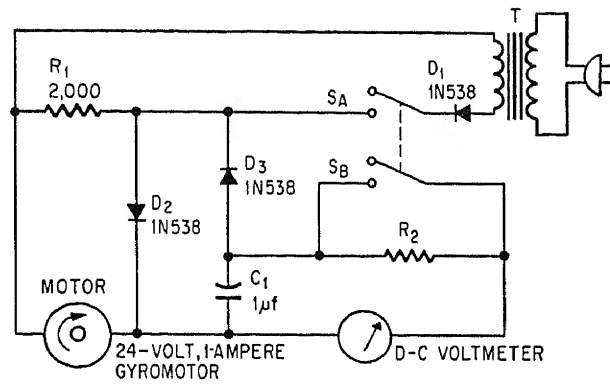 T
R1
2,000
D1
1N538
SA
D3
1N538
SB
D2
1N538
R2
C1
1µf
MOTOR
24-VOLT, 1-AMPERE
GYROMOTOR
D-C VOLTMETER